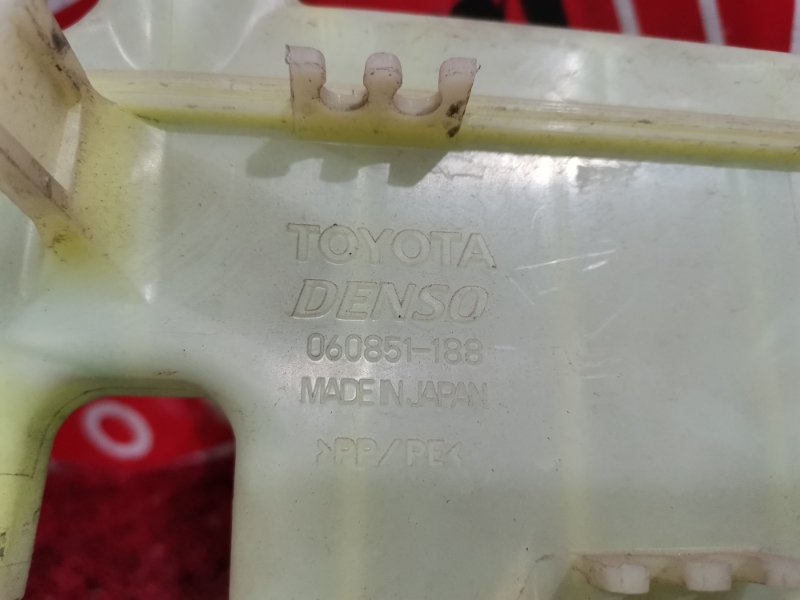 TOYOTA
DENSO
060851-188
MADE IN JAPAN
>PP/PE<